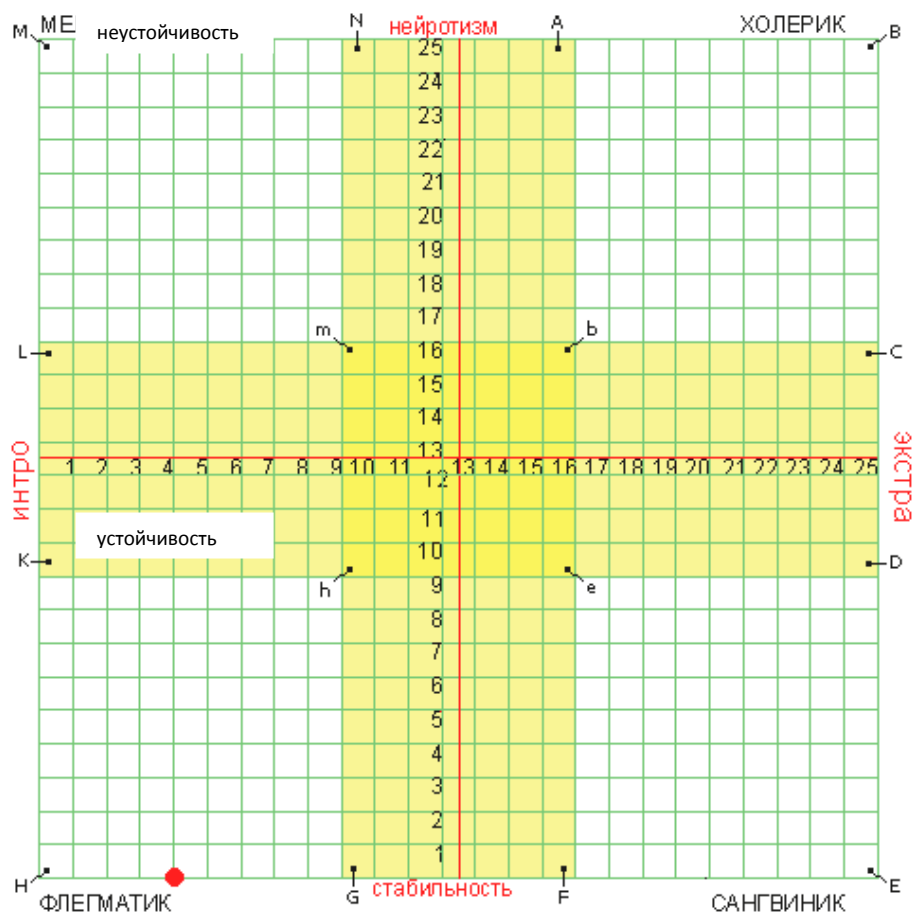 M МЕ неустойчивость N нейротизм A ХОЛЕРИК B
25
24
23
22
21
20
19
18
17
m b
L 16 C
15
14
13
интро 1 2 3 4 5 6 7 8 9 10 11 13 14 15 16 17 18 19 20 21 22 23 24 25 экстра
12
11
устойчивость
10
K D
9
h e
8
7
6
5
4
3
2
1
H G стабильность F E
ФЛЕГМАТИК САНГВИНИК